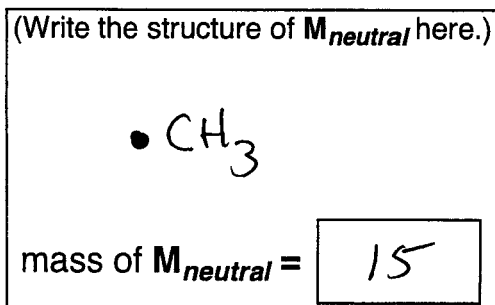 (Write the structure of M_neutral here.)
• CH₃
mass of M_neutral = 15